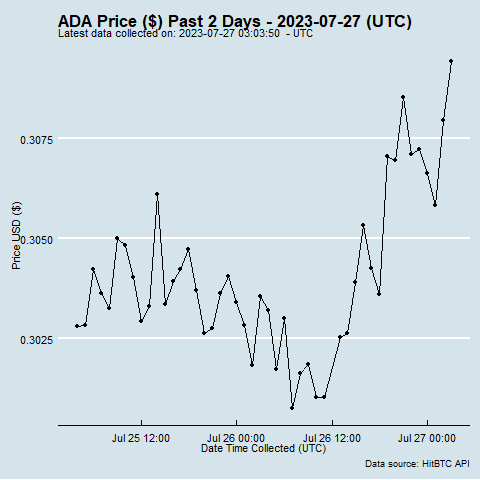 ADA Price ($) Past 2 Days - 2023-07-27 (UTC)
Latest data collected on: 2023-07-27 03:03:50 - UTC
0.3075
0.3050
0.3025
Price USD ($)
Jul 25 12:00
Jul 26 00:00
Jul 26 12:00
Jul 27 00:00
Date Time Collected (UTC)
Data source: HitBTC API